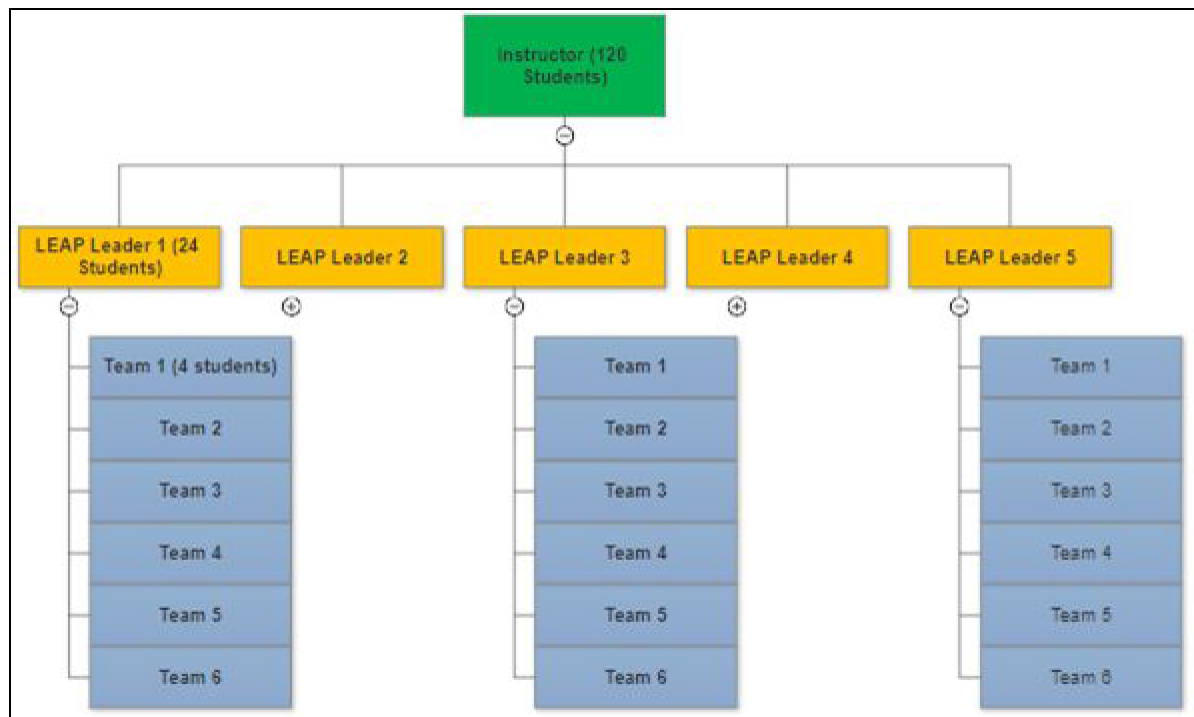 Instructor (120
Students)
LEAP Leader 1 (24
Students)
LEAP Leader 2
LEAP Leader 3
LEAP Leader 4
LEAP Leader 5
Team 1 (4 students)
Team 2
Team 3
Team 4
Team 5
Team 6
Team 1
Team 2
Team 3
Team 4
Team 5
Team 6
Team 1
Team 2
Team 3
Team 4
Team 5
Team 6